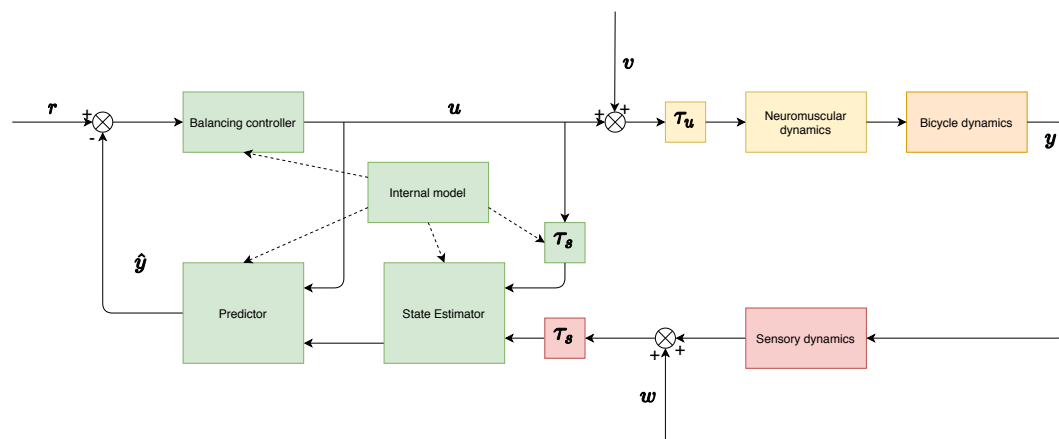 v
r
+
-
Balancing controller
u
+
+
τu
Neuromuscular
dynamics
Bicycle dynamics
y
Internal model
τs
ŷ
Predictor
State Estimator
τs
+
+
Sensory dynamics
w